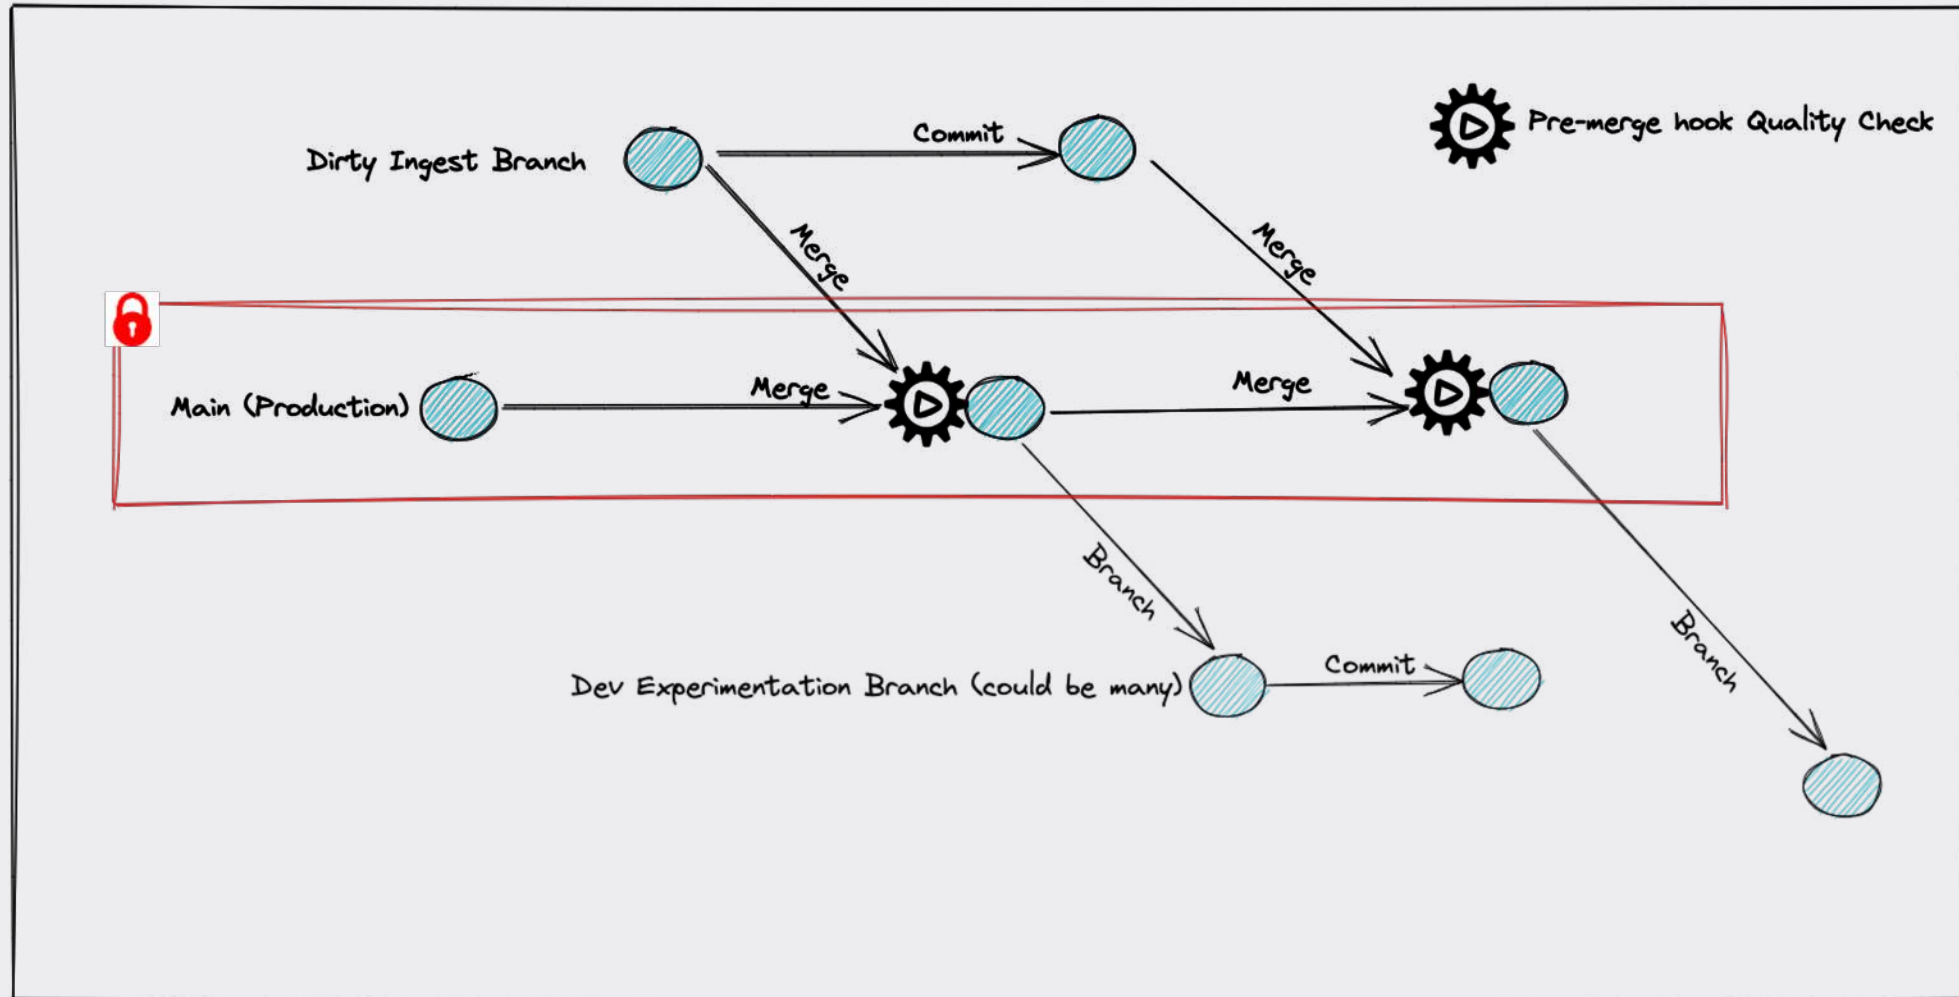 Commit
Pre-merge hook Quality Check
Dirty Ingest Branch
Merge
Merge
Main (Production)
Merge
Merge
Branch
Branch
Dev Experimentation Branch (could be many)
Commit